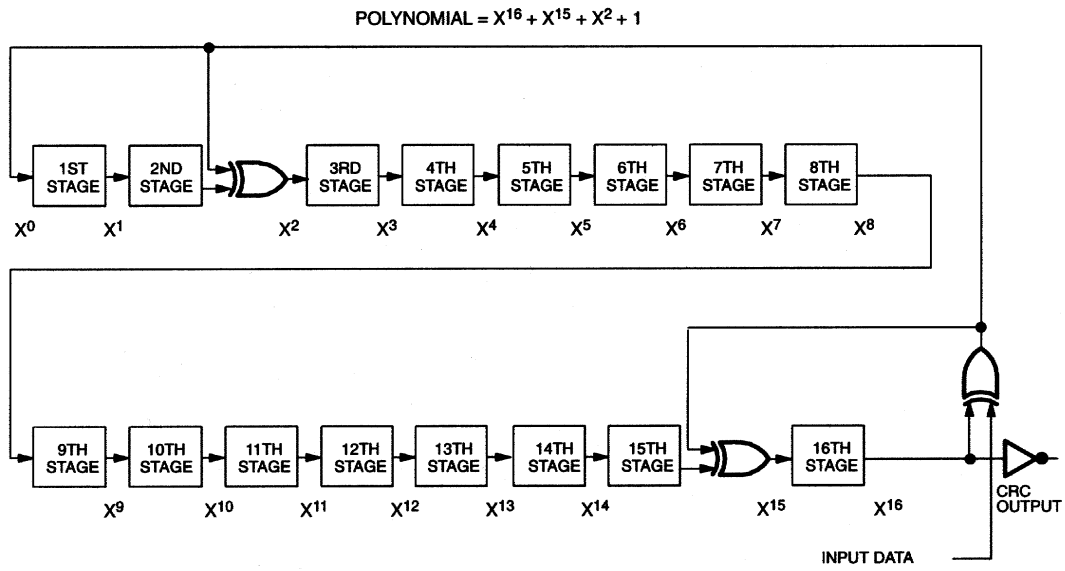 POLYNOMIAL = X16 + X15 + X2 + 1
1ST STAGE
2ND STAGE
3RD STAGE
4TH STAGE
5TH STAGE
6TH STAGE
7TH STAGE
8TH STAGE
X0 X1 X2 X3 X4 X5 X6 X7 X8
9TH STAGE
10TH STAGE
11TH STAGE
12TH STAGE
13TH STAGE
14TH STAGE
15TH STAGE
16TH STAGE
X9 X10 X11 X12 X13 X14 X15 X16
CRC
OUTPUT
INPUT DATA